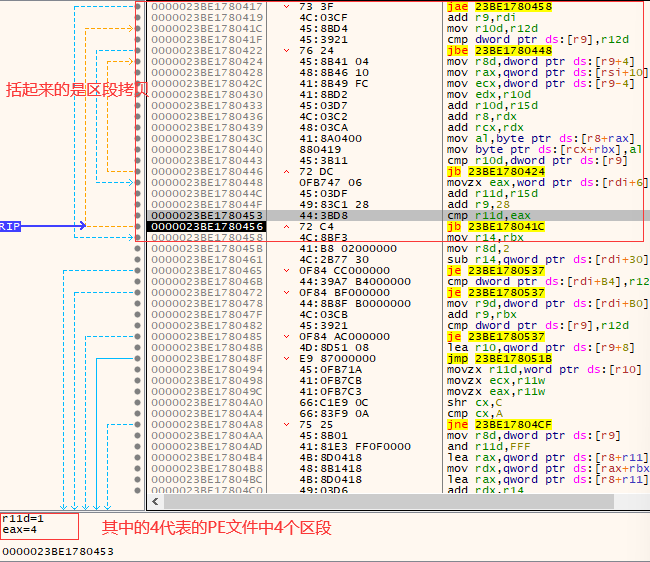 0000023BE1780417 73 3F jae 23BE1780458
0000023BE1780419 4C:03CF add r9,rdi
0000023BE178041C 45:8BD4 mov r10d,r12d
0000023BE178041F 45:3921 cmp dword ptr ds:[r9],r12d
0000023BE1780422 76 24 jbe 23BE1780448
0000023BE1780424 45:8B41 04 mov r8d,dword ptr ds:[r9+4]
0000023BE1780428 48:8B46 10 mov rax,qword ptr ds:[rsi+10]
括起来的是区段拷贝 0000023BE178042C 41:8B49 FC mov ecx,dword ptr ds:[r9-4]
0000023BE1780430 41:8BD2 mov edx,r10d
0000023BE1780433 45:03D7 add r10d,r15d
0000023BE1780436 4C:03C2 add r8,rdx
0000023BE1780439 48:03CA add rcx,rdx
0000023BE178043C 41:8A0400 mov al,byte ptr ds:[r8+rax]
0000023BE1780440 880419 mov byte ptr ds:[rcx+rbx],al
0000023BE1780443 45:3B11 cmp r10d,dword ptr ds:[r9]
0000023BE1780446 72 DC jb 23BE1780424
0000023BE1780448 0FB747 06 movzx eax,word ptr ds:[rdi+6]
0000023BE178044C 45:03DF add r11d,r15d
0000023BE178044F 49:83C1 28 add r9,28
0000023BE1780453 44:3BD8 cmp r11d,eax
RIP 0000023BE1780456 72 C4 jb 23BE178041C
0000023BE1780458 4C:8BF3 mov r14,rbx
0000023BE178045B 41:B8 02000000 mov r8d,2
0000023BE1780461 4C:2B77 30 sub r14,qword ptr ds:[rdi+30]
0000023BE1780465 0F84 CC000000 je 23BE1780537
0000023BE178046B 44:39A7 B4000000 cmp dword ptr ds:[rdi+B4],r12
0000023BE1780472 0F84 BF000000 je 23BE1780537
0000023BE1780478 44:8B8F B0000000 mov r9d,dword ptr ds:[rdi+B0]
0000023BE178047F 4C:03CB add r9,rbx
0000023BE1780482 45:3921 cmp dword ptr ds:[r9],r12d
0000023BE1780485 0F84 AC000000 je 23BE1780537
0000023BE178048B 4D:8D51 08 lea r10,qword ptr ds:[r9+8]
0000023BE178048F E9 87000000 jmp 23BE178051B
0000023BE1780494 45:0FB71A movzx r11d,word ptr ds:[r10]
0000023BE1780498 41:0FB7CB movzx ecx,r11w
0000023BE178049C 41:0FB7C3 movzx eax,r11w
0000023BE17804A0 66:C1E9 0C shr cx,C
0000023BE17804A4 66:83F9 0A cmp cx,A
0000023BE17804A8 75 25 jne 23BE17804CF
0000023BE17804AA 45:8B01 mov r8d,dword ptr ds:[r9]
0000023BE17804AD 41:81E3 FF0F0000 and r11d,FFF
0000023BE17804B4 4B:8D0418 lea rax,qword ptr ds:[r8+r11]
0000023BE17804B8 48:8B1418 mov rdx,qword ptr ds:[rax+rbx
0000023BE17804BC 4B:8D0418 lea rax,qword ptr ds:[r8+r11]
0000023BE17804C0 49:03D6 add rdx,r14
r11d=1
eax=4
其中的4代表的PE文件中4个区段
0000023BE1780453